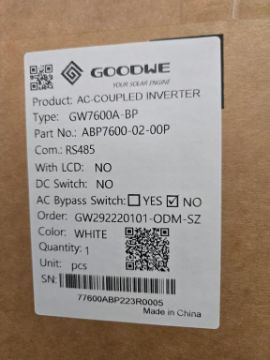 GOODWE
YOUR SOLAR ENGINE
Product: AC-COUPLED INVERTER
Type: GW7600A-BP
Part No.: ABP7600-02-00P
Com.: RS485
With LCD: NO
DC Switch: NO
AC Bypass Switch: YES NO
Order: GW292220101-ODM-SZ
Color: WHITE
Quantity: 1
Unit: pcs
SN:
77600ABP223R0005
Made in China